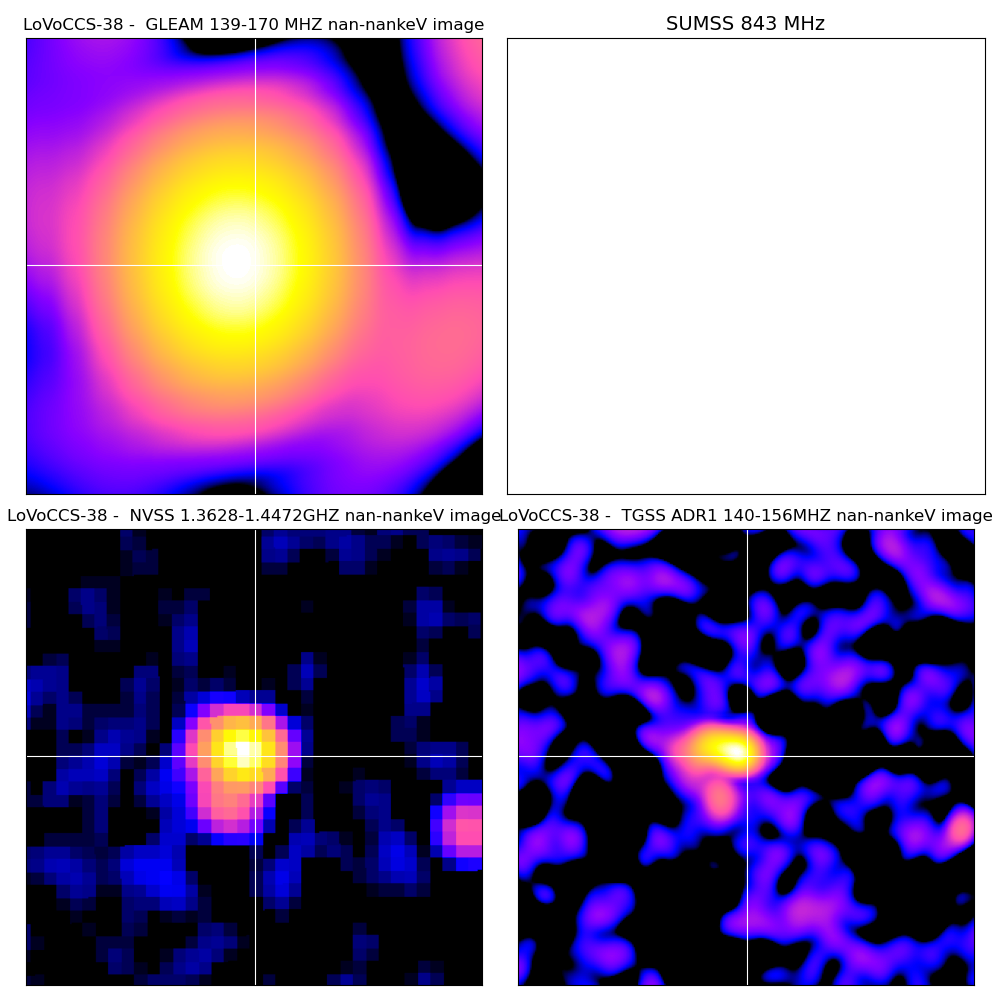 LoVoCCS-38 -  GLEAM 139-170 MHZ nan-nankeV image
SUMSS 843 MHz
LoVoCCS-38 -  NVSS 1.3628-1.4472GHZ nan-nankeV image
LoVoCCS-38 -  TGSS ADR1 140-156MHZ nan-nankeV image